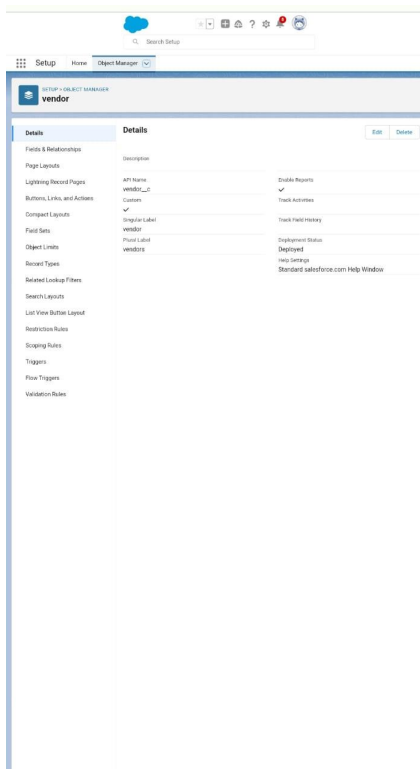 Search Setup
Setup
Home
Object Manager
SETUP > OBJECT MANAGER
vendor
Details
Fields & Relationships
Page Layouts
Lightning Record Pages
Buttons, Links, and Actions
Compact Layouts
Field Sets
Object Limits
Record Types
Related Lookup Filters
Search Layouts
List View Button Layout
Restriction Rules
Scoping Rules
Triggers
Flow Triggers
Validation Rules
Details
Edit
Delete
Description
API Name
vendor__c
Custom
Singular Label
vendor
Plural Label
vendors
Enable Reports
Track Activities
Track Field History
Deployment Status
Deployed
Help Settings
Standard salesforce.com Help Window